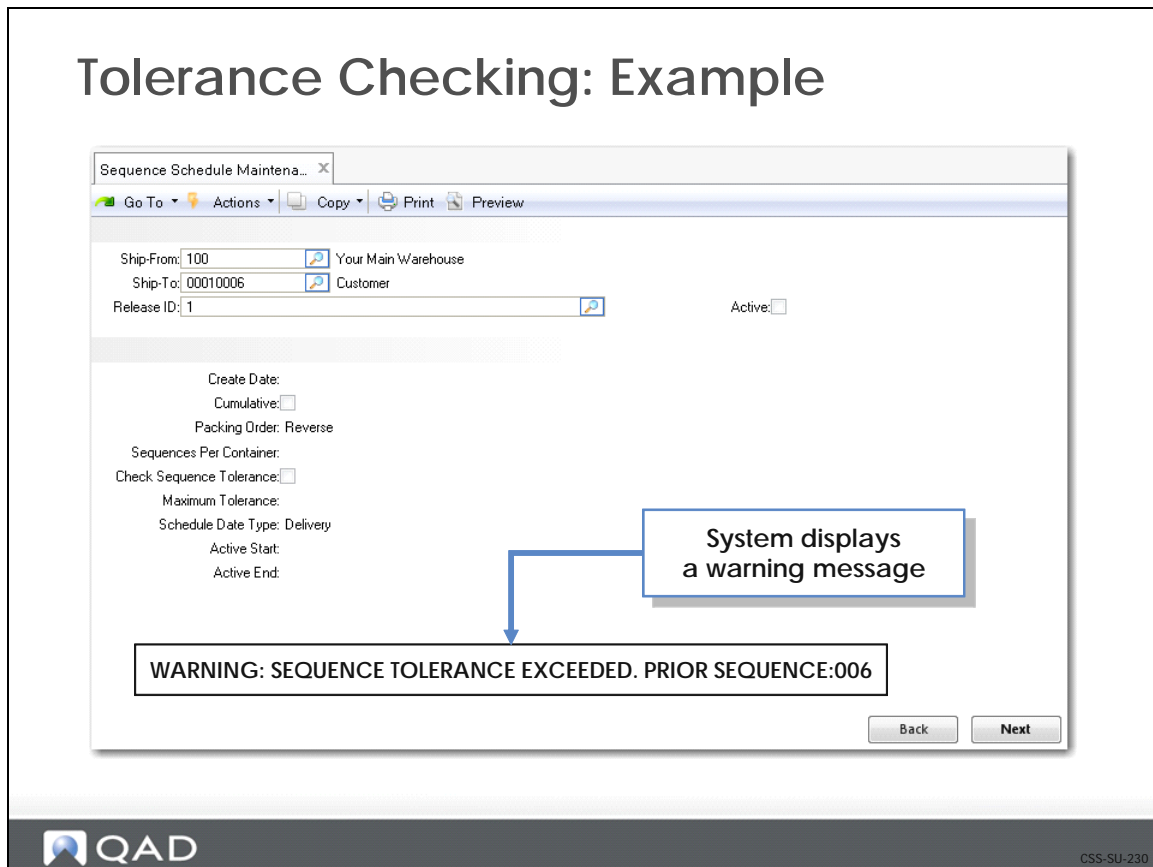 Tolerance Checking: Example
Sequence Schedule Maintena...
Go To Actions Copy Print Preview
Ship-From: 100 Your Main Warehouse
Ship-To: 00010006 Customer
Release ID: 1 Active:
Create Date:
Cumulative:
Packing Order: Reverse
Sequences Per Container:
Check Sequence Tolerance:
Maximum Tolerance:
Schedule Date Type: Delivery
Active Start:
Active End:
System displays
a warning message
WARNING: SEQUENCE TOLERANCE EXCEEDED. PRIOR SEQUENCE:006
Back Next
QAD
CSS-SU-230